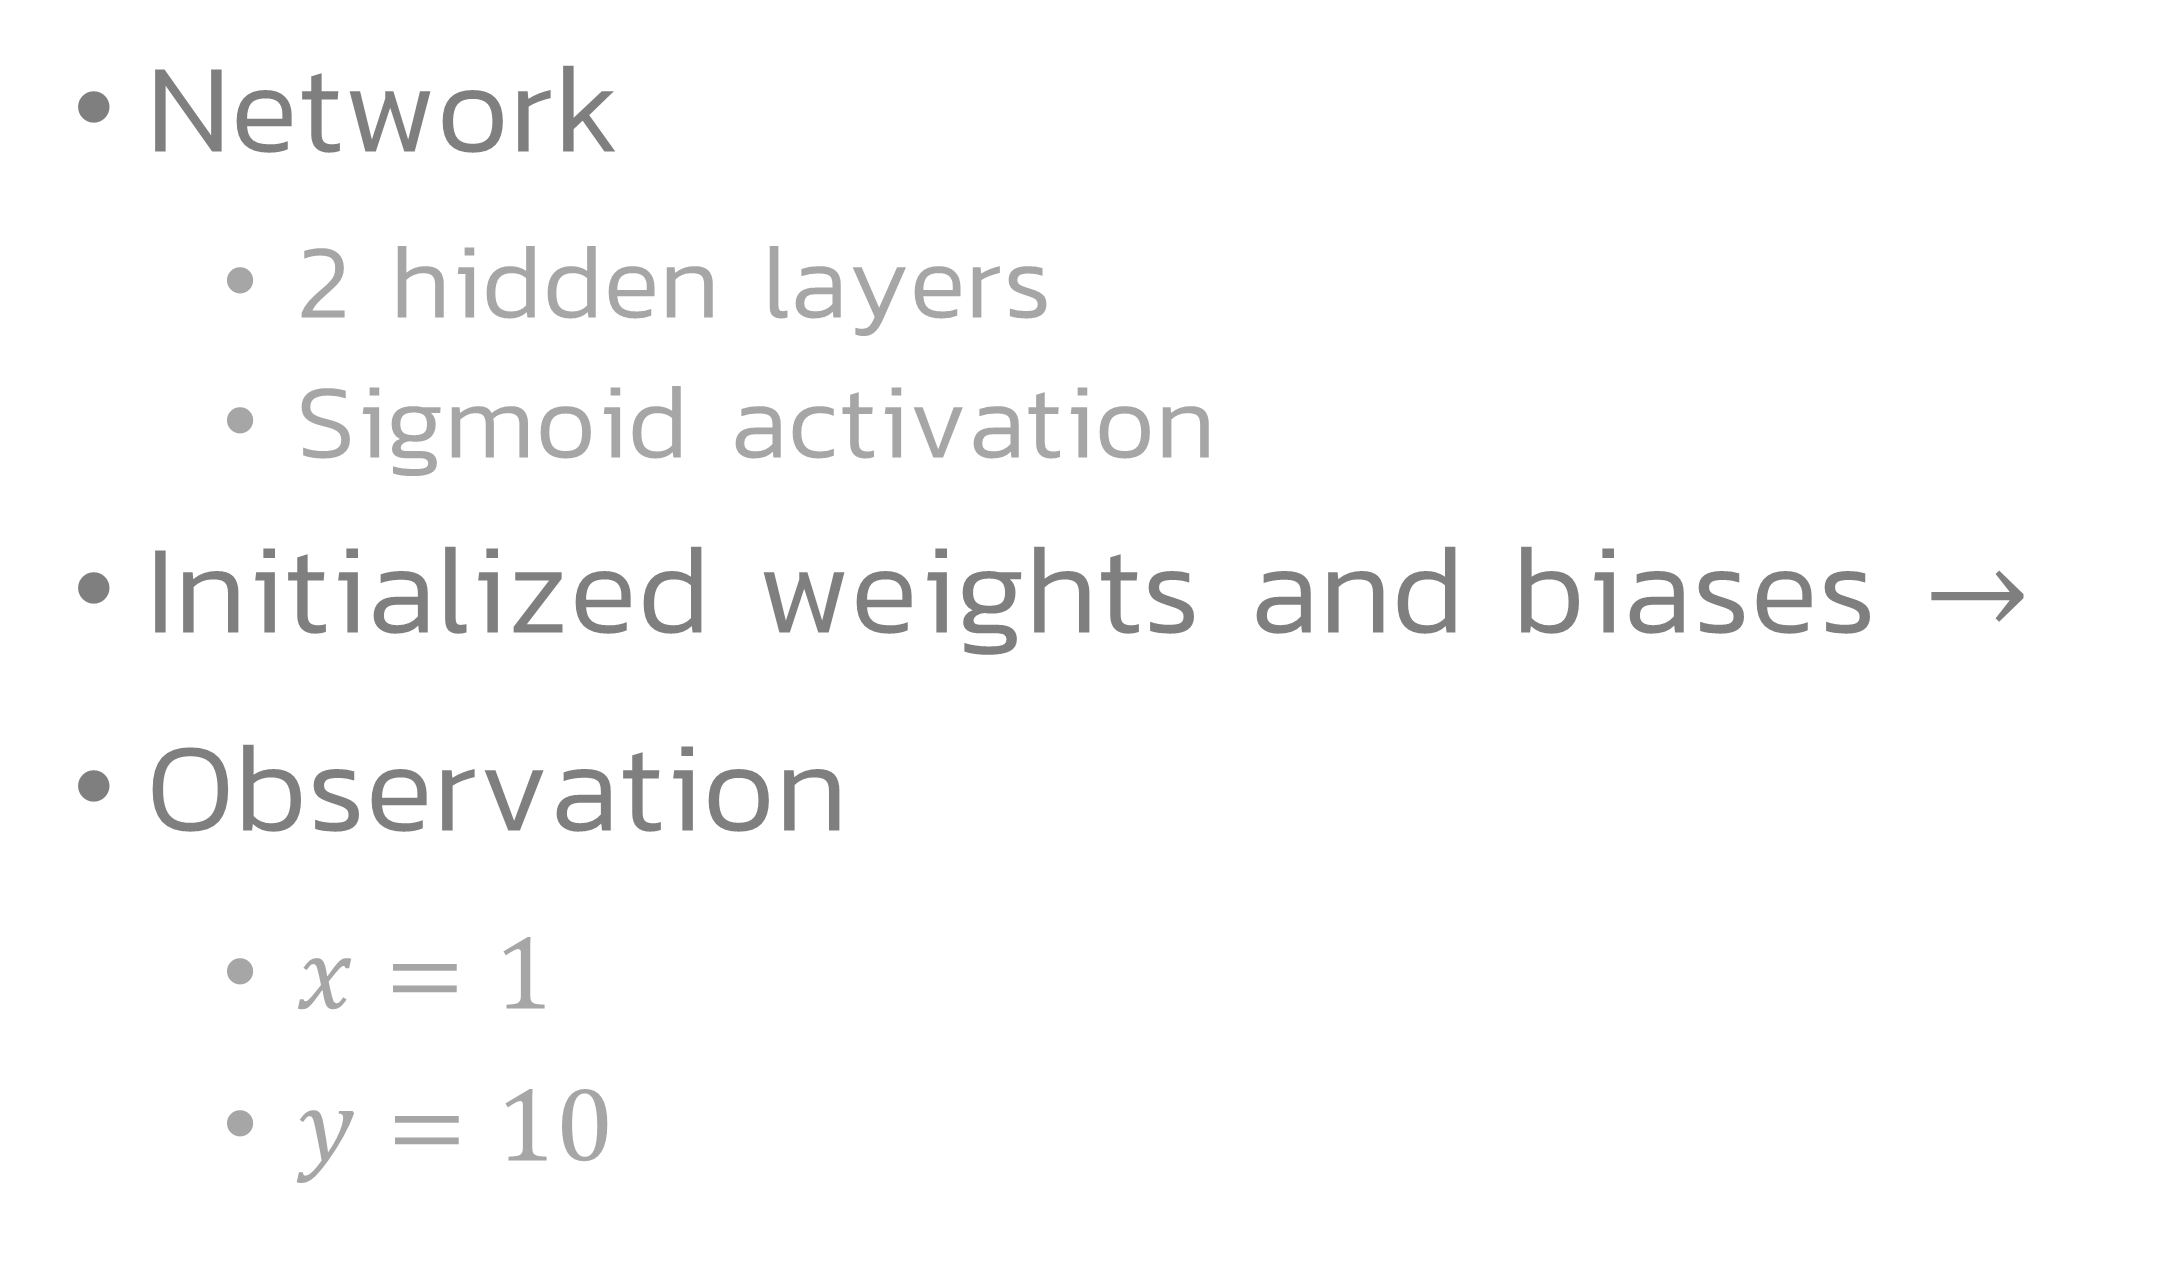 • Network
• 2 hidden layers
• Sigmoid activation
• Initialized weights and biases →
• Observation
• x = 1
• y = 10